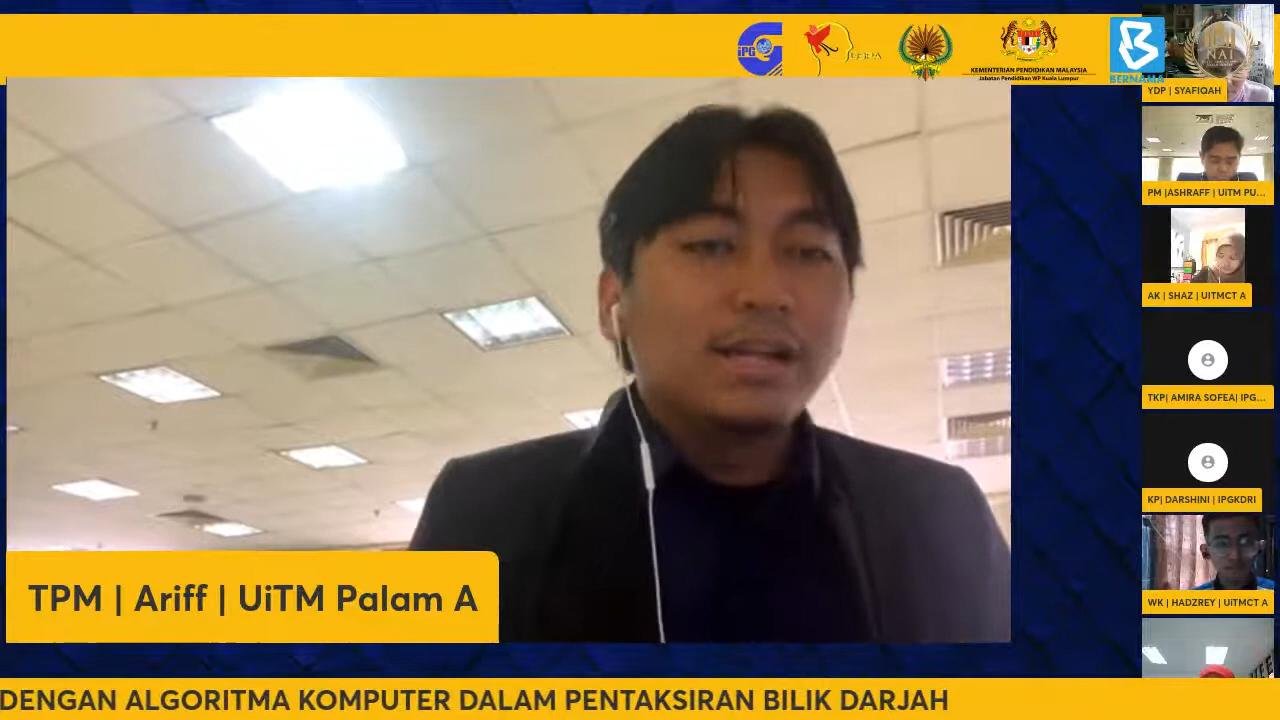 iPG
KEMENTERIAN PENDIDIKAN MALAYSIA
Jabatan Pendidikan WP Kuala Lumpur
BERNAMA
NAI
YDP | SYAFIQAH
PM |ASHRAFF | UiTM PU...
AK | SHAZ | UITMCT A
TKP| AMIRA SOFEA| IPG...
KP| DARSHINI | IPGKDRI
WK | HADZREY | UiTMCT A
TPM | Ariff | UiTM Palam A
DENGAN ALGORITMA KOMPUTER DALAM PENTAKSIRAN BILIK DARJAH